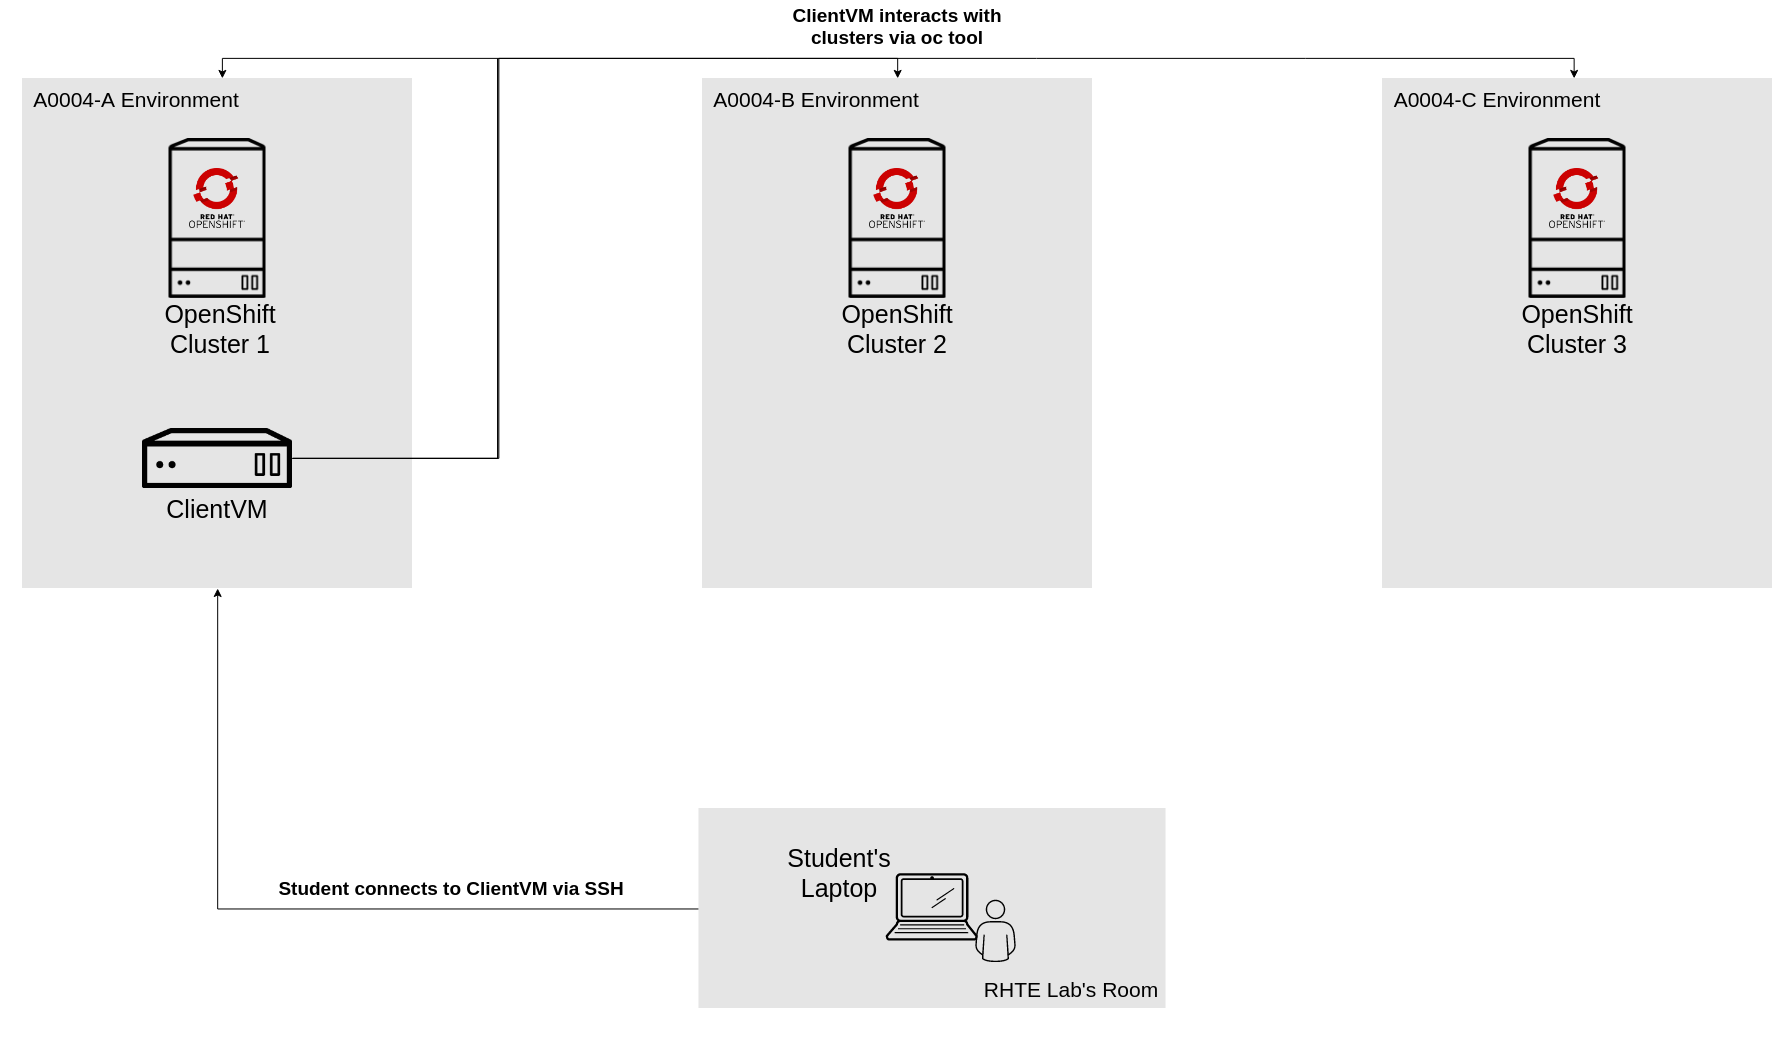 ClientVM interacts with
clusters via oc tool
A0004-A Environment
RED HAT
OPENSHIFT
OpenShift
Cluster 1
ClientVM
A0004-B Environment
RED HAT
OPENSHIFT
OpenShift
Cluster 2
A0004-C Environment
RED HAT
OPENSHIFT
OpenShift
Cluster 3
Student connects to ClientVM via SSH
Student's
Laptop
RHTE Lab's Room